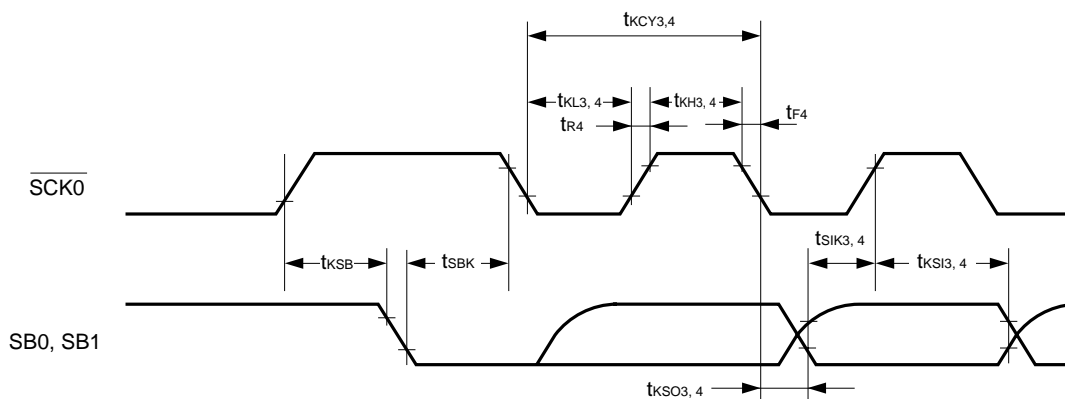 tKCY3,4
tKL3, 4
tKH3, 4
tR4
tF4
SCK0
tSIK3, 4
tKSB
tSBK
tKSI3, 4
SB0, SB1
tKSO3, 4